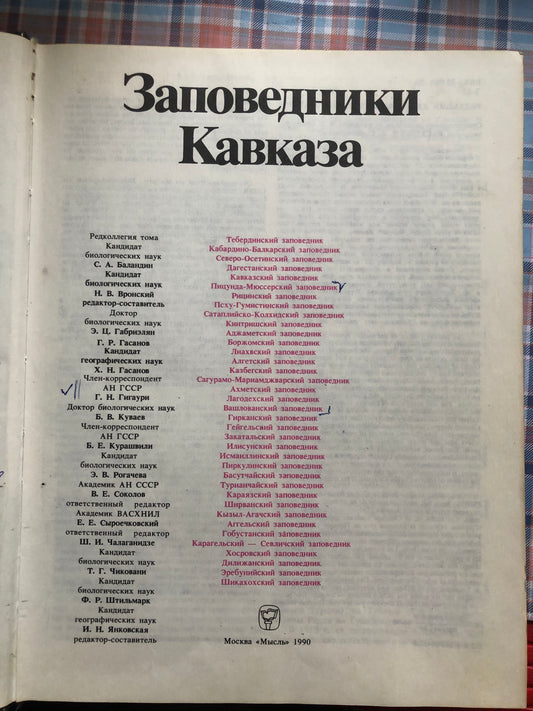 Заповедники
Кавказа
Редколлегия тома
Кандидат
биологических наук
С. А. Баландин
Кандидат
биологических наук
Н. В. Вронский
редактор-составитель
Доктор
биологических наук
Э. Ц. Габриэлян
Г. Р. Гасанов
Кандидат
географических наук
Х. Н. Гасанов
Член-корреспондент
АН ГССР
Г. Н. Гигаури
Доктор биологических наук
Б. В. Куваев
Член-корреспондент
АН ГССР
Б. Е. Курашвили
Кандидат
биологических наук
Э. В. Рогачева
Академик АН СССР
В. Е. Соколов
ответственный редактор
Академик ВАСХНИЛ
Е. Е. Сыроечковский
ответственный редактор
Ш. И. Чалаганидзе
Кандидат
биологических наук
Т. Г. Чиковани
Кандидат
биологических наук
Ф. Р. Штильмарк
Кандидат
географических наук
И. Н. Янковская
редактор-составитель
Тебердинский заповедник
Кабардино-Балкарский заповедник
Северо-Осетинский заповедник
Дагестанский заповедник
Кавказский заповедник
Пицунда-Мюссерский заповедник
Рицинский заповедник
Псху-Гумистинский заповедник
Сатаплийско-Колхидский заповедник
Кинтришский заповедник
Аджаметский заповедник
Боржомский заповедник
Лиахвский заповедник
Алгетский заповедник
Казбегский заповедник
Сагурамо-Мариамджварский заповедник
Ахметский заповедник
Лагодехский заповедник
Вашлованский заповедник
Гирканский заповедник
Гейгельский заповедник
Закатальский заповедник
Илисунский заповедник
Исмаиллинский заповедник
Пиркулинский заповедник
Басутчайский заповедник
Турианчайский заповедник
Караязский заповедник
Ширванский заповедник
Кызыл-Агачский заповедник
Аггельский заповедник
Гобустанский заповедник
Карагельский — Севличский заповедник
Хосровский заповедник
Дилижанский заповедник
Эребунийский заповедник
Шикахохский заповедник
Москва «Мысль» 1990